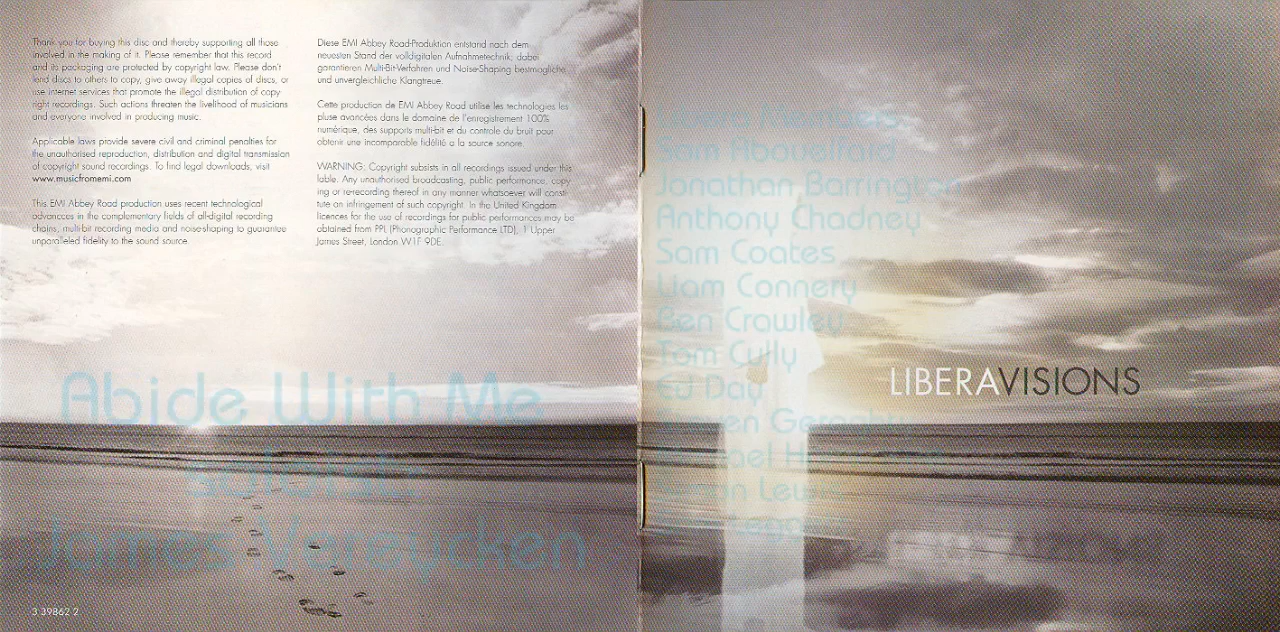 Thank you for buying this disc and thereby supporting all those
involved in the making of it. Please remember that this record
and its packaging are protected by copyright law. Please don't
lend discs to others to copy, give away illegal copies of discs, or
use internet services that promote the illegal distribution of copy
right recordings. Such actions threaten the livelihood of musicians
and everyone involved in producing music.
Applicable laws provide severe civil and criminal penalties for
the unauthorised reproduction, distribution and digital transmission
of copyright sound recordings. To find legal downloads, visit
www.musicfromemi.com
This EMI Abbey Road production uses recent technological
advancces in the complementary fields of all-digital recording
chains, multi-bit recording media and noise-shaping to guarantee
unparalleled fidelity to the sound source.
Diese EMI Abbey Road-Produktion entstand nach dem
neuesten Stand der volldigitalen Aufnahmetechnik; dabei
garantieren Multi-Bit-Verfahren und Noise-Shaping bestmogliche
und unvergleichliche Klangtreue.
Cette production de EMI Abbey Road utilise les technologies les
pluse avancées dans le domaine de l'enregistrement 100%
numérique, des supports multi-bit et du controle du bruit pour
obtenir une incomparable fidélité a la source sonore.
WARNING: Copyright subsists in all recordings issued under this
lable. Any unauthorised broadcasting, public performance, copy
ing or re-recording thereof in any manner whatsoever will consti-
tute an infringement of such copyright. In the United Kingdom
licences for the use of recordings for public performances may be
obtained from PPL (Phonographic Performance LTD), 1 Upper
James Street, London W1F 9DE.
Abide With Me
soloist:
James Vereycken
3 39862 2
Sam Abouelfaid
Jonathan Barrington
Anthony Chadney
Sam Coates
Liam Connery
Ben Crawley
Tom Cully
Ed Day
Geraghty
Lewis
LIBERAVISIONS